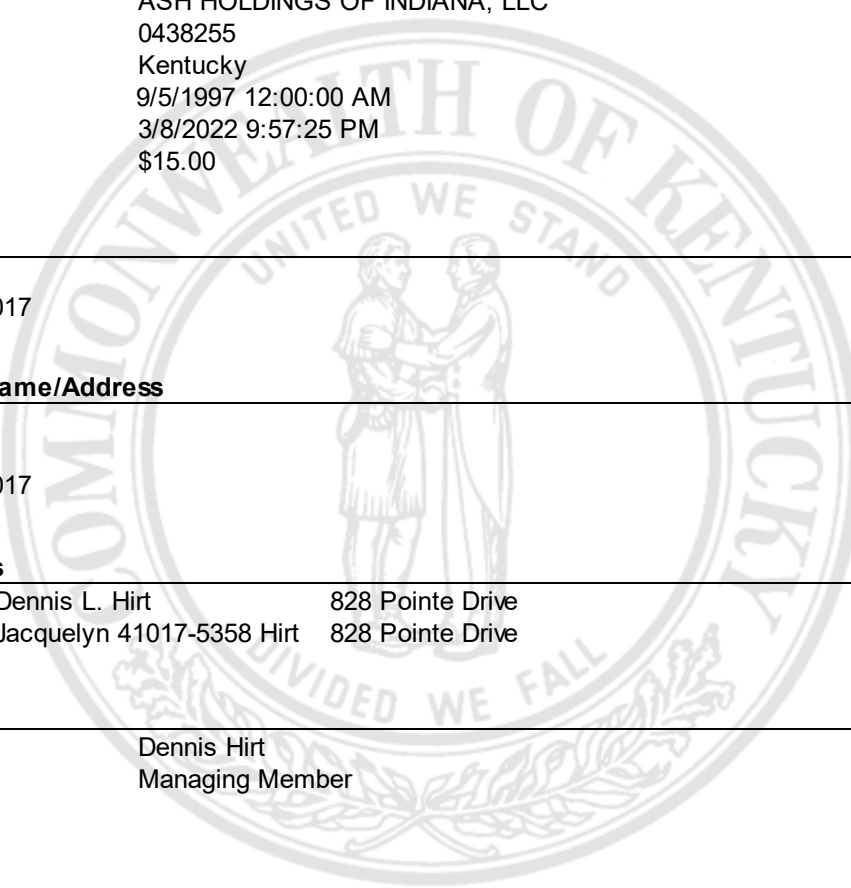 ASH HOLDINGS OF INDIANA, LLC
0438255
Kentucky
9/5/1997 12:00:00 AM
3/8/2022 9:57:25 PM
$15.00
017
ame/Address
017
s
Dennis L. Hirt 828 Pointe Drive
Jacquelyn 41017-5358 Hirt 828 Pointe Drive
Dennis Hirt
Managing Member
COMMONWEALTH OF KENTUCKY
UNITED WE STAND
DIVIDED WE FALL